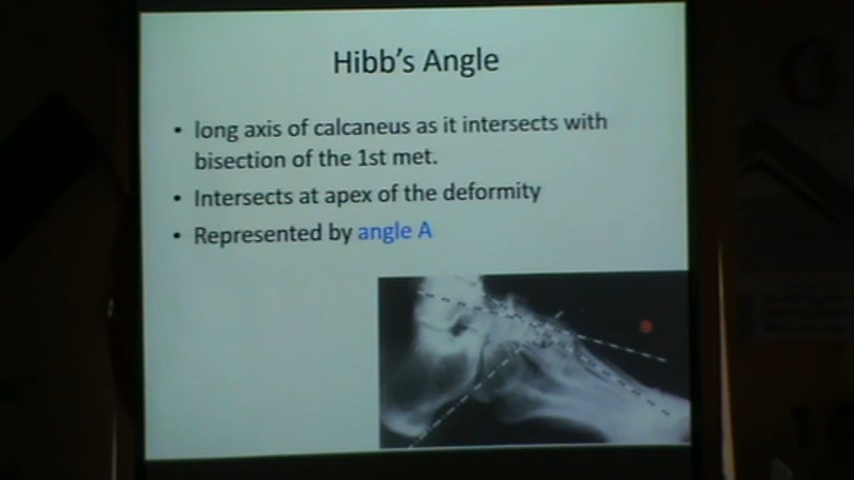 Hibb's Angle
• long axis of calcaneus as it intersects with
bisection of the 1st met.
• Intersects at apex of the deformity
• Represented by angle A